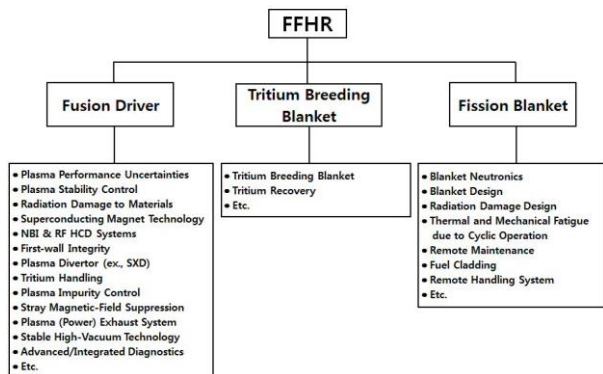 FFHR
Fusion Driver
Tritium Breeding
Blanket
Fission Blanket
• Plasma Performance Uncertainties
• Plasma Stability Control
• Radiation Damage to Materials
• Superconducting Magnet Technology
• NBI & RF HCD Systems
• First-wall Integrity
• Plasma Divertor (ex., SXD)
• Tritium Handling
• Plasma Impurity Control
• Stray Magnetic-Field Suppression
• Plasma (Power) Exhaust System
• Stable High-Vacuum Technology
• Advanced/Integrated Diagnostics
• Etc.
• Tritium Breeding Blanket
• Tritium Recovery
• Etc.
• Blanket Neutronics
• Blanket Design
• Radiation Damage Design
• Thermal and Mechanical Fatigue
due to Cyclic Operation
• Remote Maintenance
• Fuel Cladding
• Remote Handling System
• Etc.